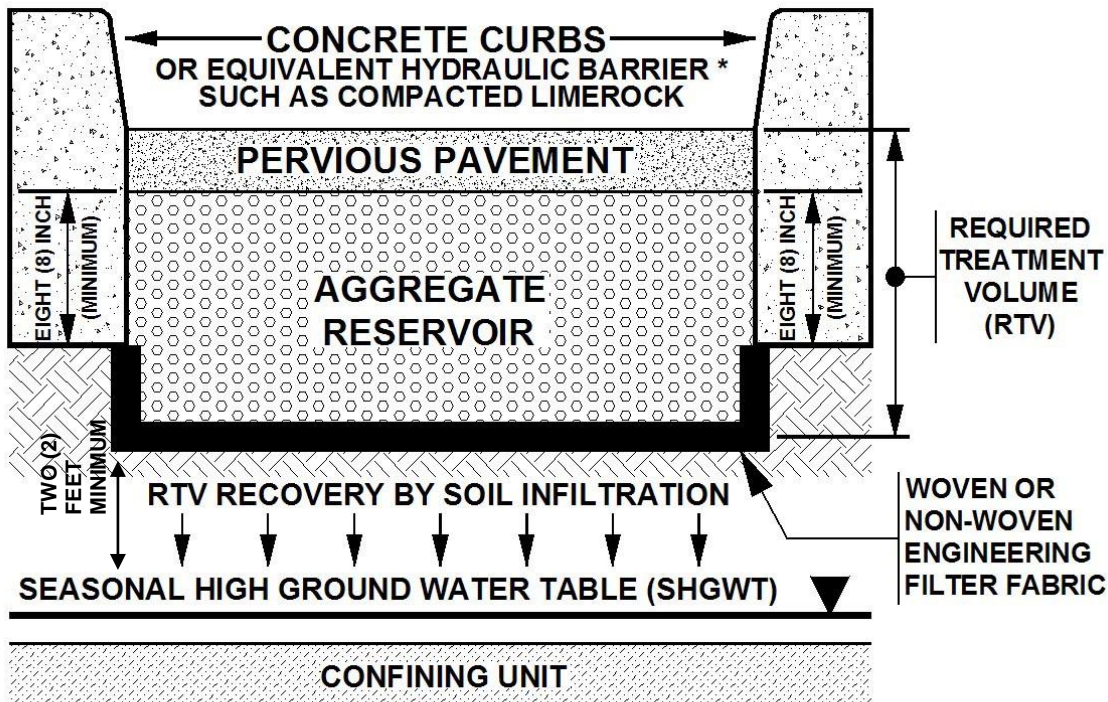 CONCRETE CURBS
OR EQUIVALENT HYDRAULIC BARRIER *
SUCH AS COMPACTED LIMEROCK
PERVIOUS PAVEMENT
EIGHT (8) INCH
(MINIMUM)
AGGREGATE
RESERVOIR
EIGHT (8) INCH
(MINIMUM)
REQUIRED
TREATMENT
VOLUME
(RTV)
TWO (2)
FEET
MINIMUM
RTV RECOVERY BY SOIL INFILTRATION
WOVEN OR
NON-WOVEN
ENGINEERING
FILTER FABRIC
SEASONAL HIGH GROUND WATER TABLE (SHGWT)
CONFINING UNIT